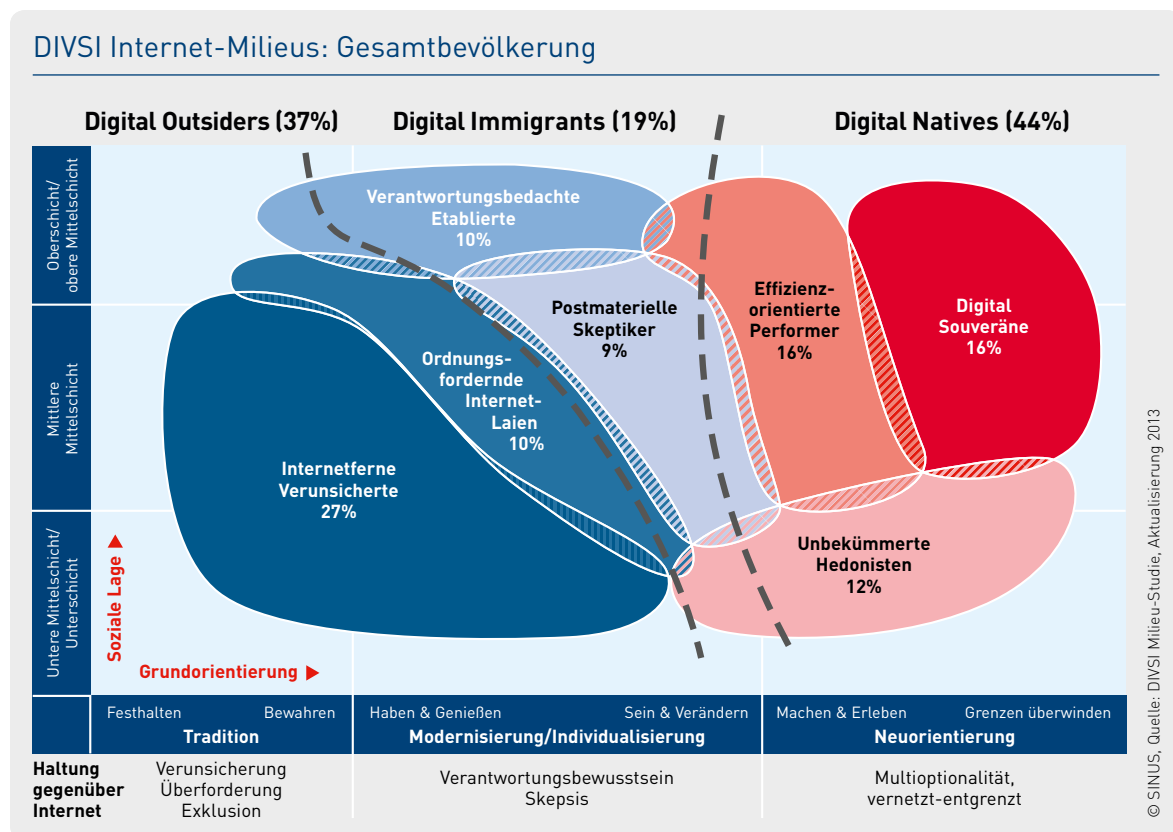 DIVSI Internet-Milieus: Gesamtbevölkerung
Digital Outsiders (37%)
Digital Immigrants (19%)
Digital Natives (44%)
Oberschicht/
obere Mittelschicht
Mittlere
Mittelschicht
Untere Mittelschicht/
Unterschicht
Verantwortungsbedachte
Etablierte
10%
Postmaterielle
Skeptiker
9%
Effizienz-
orientierte
Performer
16%
Digital
Souveräne
16%
Ordnungs-
fordernde
Internet-
Laien
10%
Internetferne
Verunsicherte
27%
Unbekümmerte
Hedonisten
12%
Soziale Lage ▶
Grundorientierung ▶
Festhalten
Bewahren
Tradition
Haben & Genießen
Sein & Verändern
Modernisierung/Individualisierung
Machen & Erleben
Grenzen überwinden
Neuorientierung
Haltung
gegenüber
Internet
Verunsicherung
Überforderung
Exklusion
Verantwortungsbewusstsein
Skepsis
Multioptionalität,
vernetzt-entgrenzt
© SINUS, Quelle: DIVSI Milieu-Studie, Aktualisierung 2013